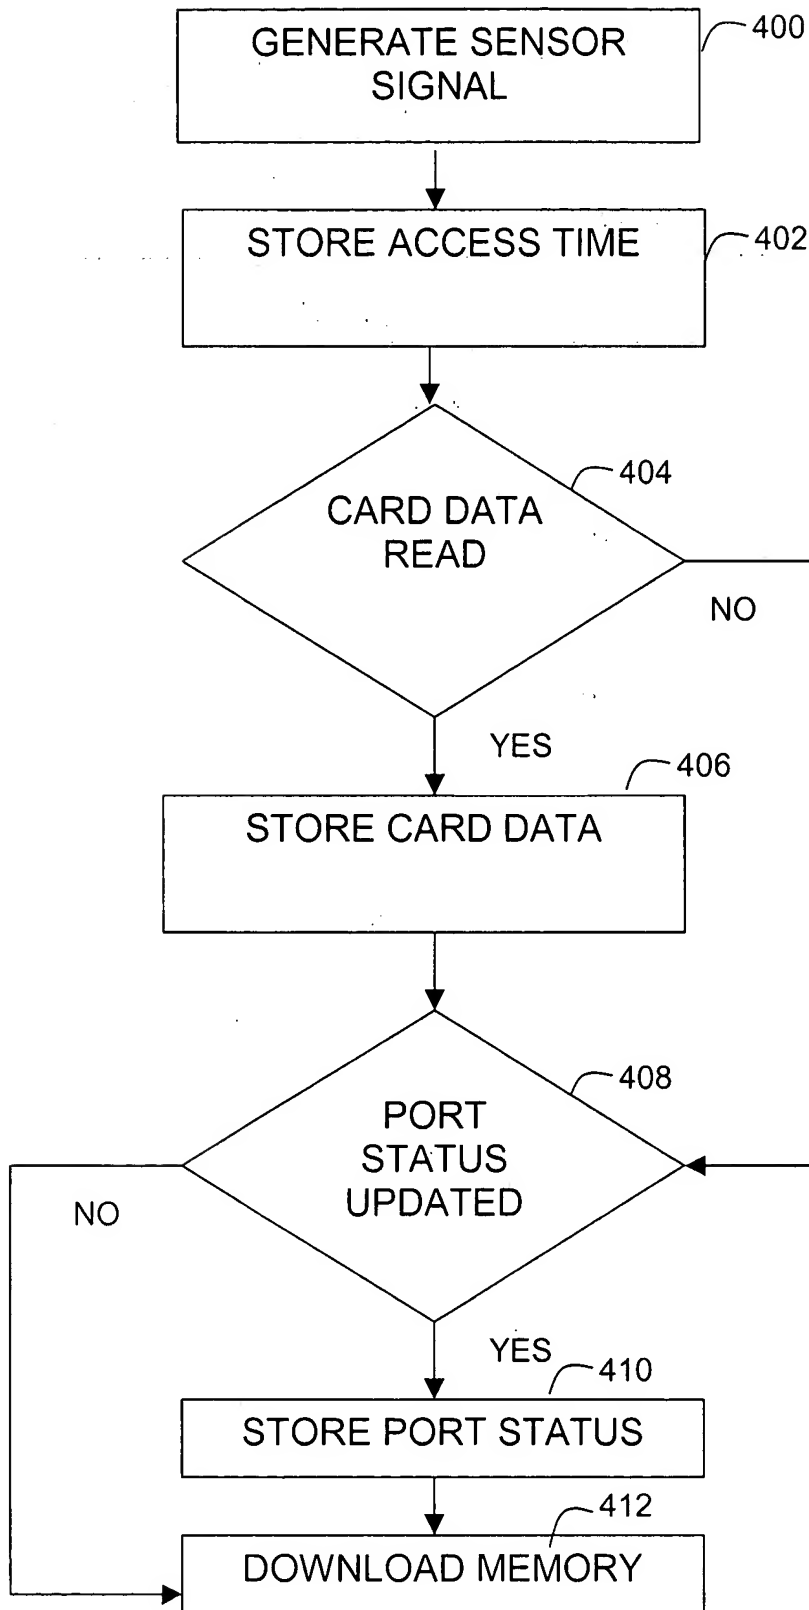 GENERATE SENSOR
SIGNAL
400
STORE ACCESS TIME
402
404
CARD DATA
READ
NO
YES
406
STORE CARD DATA
408
PORT
STATUS
UPDATED
NO
YES
410
STORE PORT STATUS
412
DOWNLOAD MEMORY